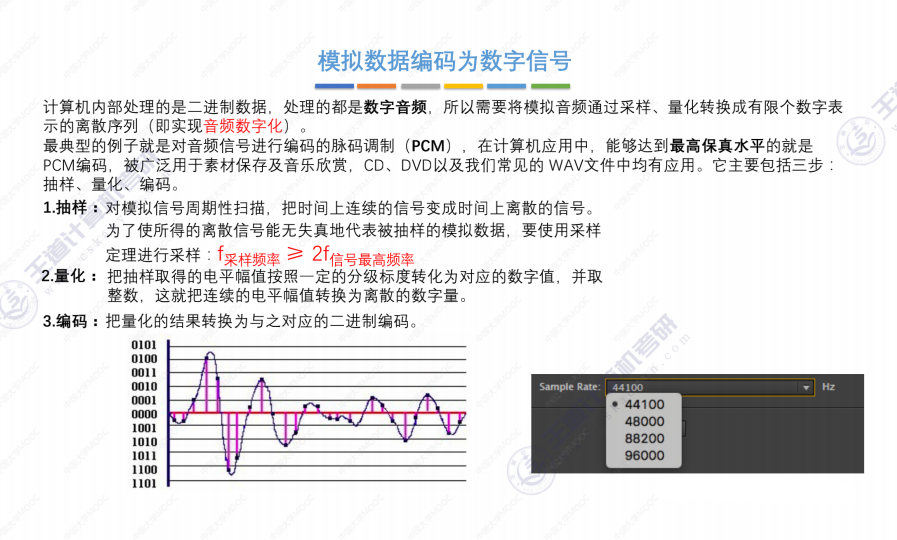 模拟数据编码为数字信号
计算机内部处理的是二进制数据，处理的都是数字音频，所以需要将模拟音频通过采样、量化转换成有限个数字表
示的离散序列（即实现音频数字化）。
最典型的例子就是对音频信号进行编码的脉码调制（PCM），在计算机应用中，能够达到最高保真水平的就是
PCM编码，被广泛用于素材保存及音乐欣赏，CD、DVD以及我们常见的 WAV文件中均有应用。它主要包括三步：
抽样、量化、编码。
1.抽样：对模拟信号周期性扫描，把时间上连续的信号变成时间上离散的信号。
为了使所得的离散信号能无失真地代表被抽样的模拟数据，要使用采样
定理进行采样：f采样频率 ≥ 2f信号最高频率
2.量化：把抽样取得的电平幅值按照一定的分级标度转化为对应的数字值，并取
整数，这就把连续的电平幅值转换为离散的数字量。
3.编码：把量化的结果转换为与之对应的二进制编码。
0101
0100
0011
0010
0001
0000
1001
1010
1011
1100
1101
Sample Rate: 44100 Hz
44100
48000
88200
96000
王道计算机考研